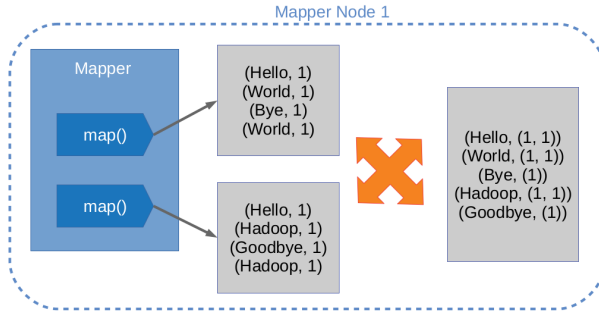 Mapper Node 1
Mapper
map()
map()
(Hello, 1)
(World, 1)
(Bye, 1)
(World, 1)
(Hello, 1)
(Hadoop, 1)
(Goodbye, 1)
(Hadoop, 1)
(Hello, (1, 1))
(World, (1, 1))
(Bye, (1))
(Hadoop, (1, 1))
(Goodbye, (1))